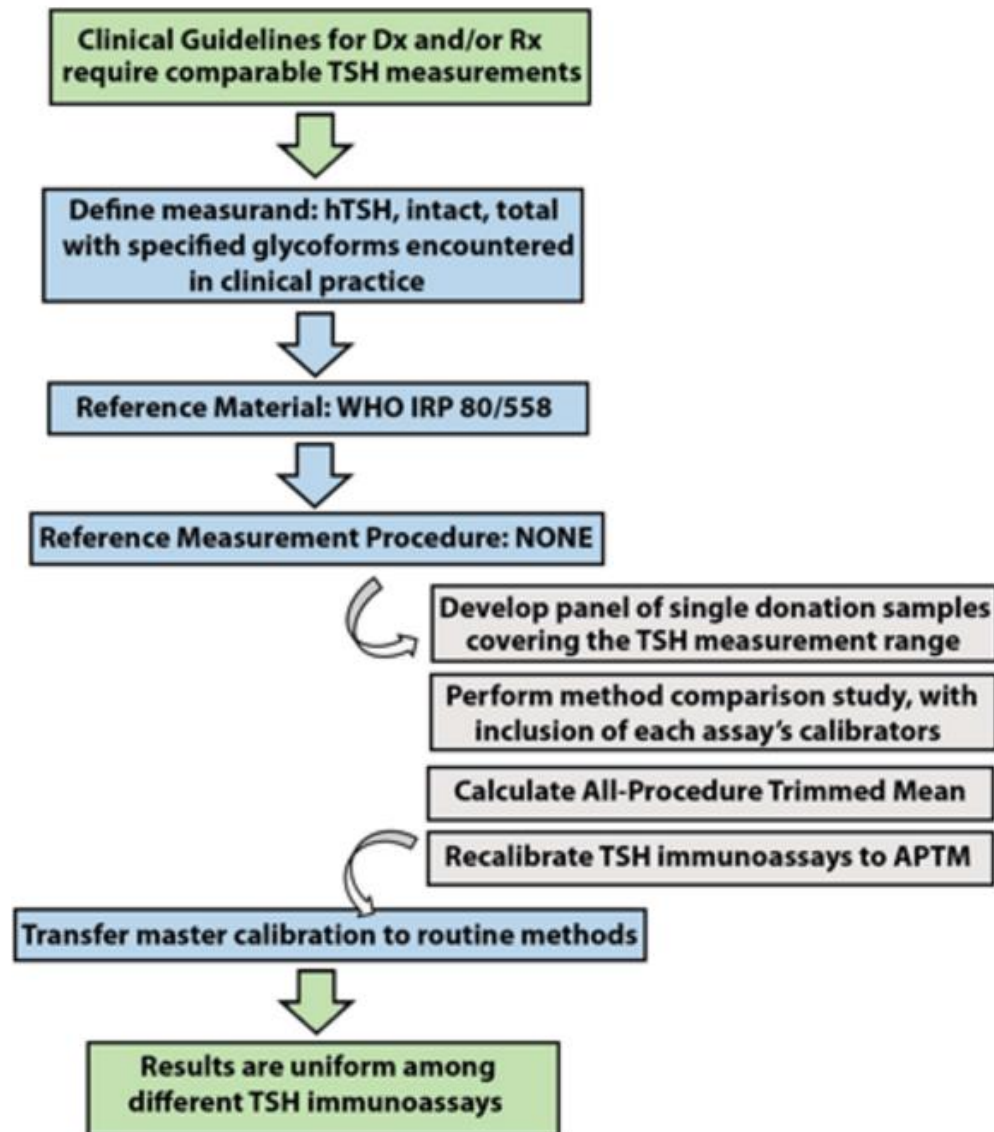 Clinical Guidelines for Dx and/or Rx
require comparable TSH measurements
Define measurand: hTSH, intact, total
with specified glycoforms encountered
in clinical practice
Reference Material: WHO IRP 80/558
Reference Measurement Procedure: NONE
Develop panel of single donation samples
covering the TSH measurement range
Perform method comparison study, with
inclusion of each assay's calibrators
Calculate All-Procedure Trimmed Mean
Recalibrate TSH immunoassays to APTM
Transfer master calibration to routine methods
Results are uniform among
different TSH immunoassays